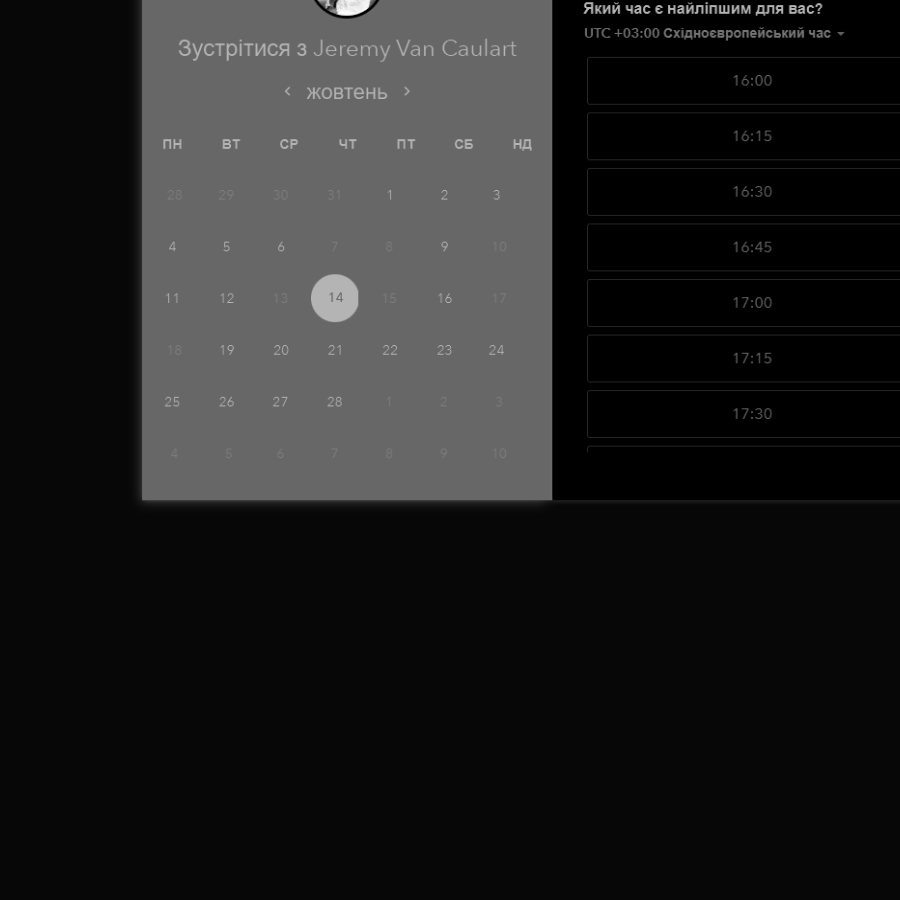 Зустрітися з Jeremy Van Caulart
жовтень
ПН ВТ СР ЧТ ПТ СБ НД
28 29 30 31 1 2 3
4 5 6 7 8 9 10
11 12 13 14 15 16 17
18 19 20 21 22 23 24
25 26 27 28 1 2 3
4 5 6 7 8 9 10
Який час є найліпшим для вас?
UTC +03:00 Східноєвропейський час
16:00
16:15
16:30
16:45
17:00
17:15
17:30